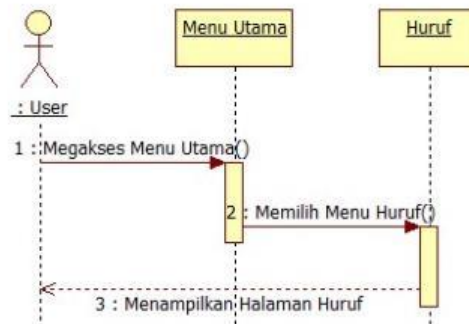 Menu Utama
Huruf
: User
1 : Megakses Menu Utama()
2 : Memilih Menu Huruf()
3 : Menampilkan Halaman Huruf